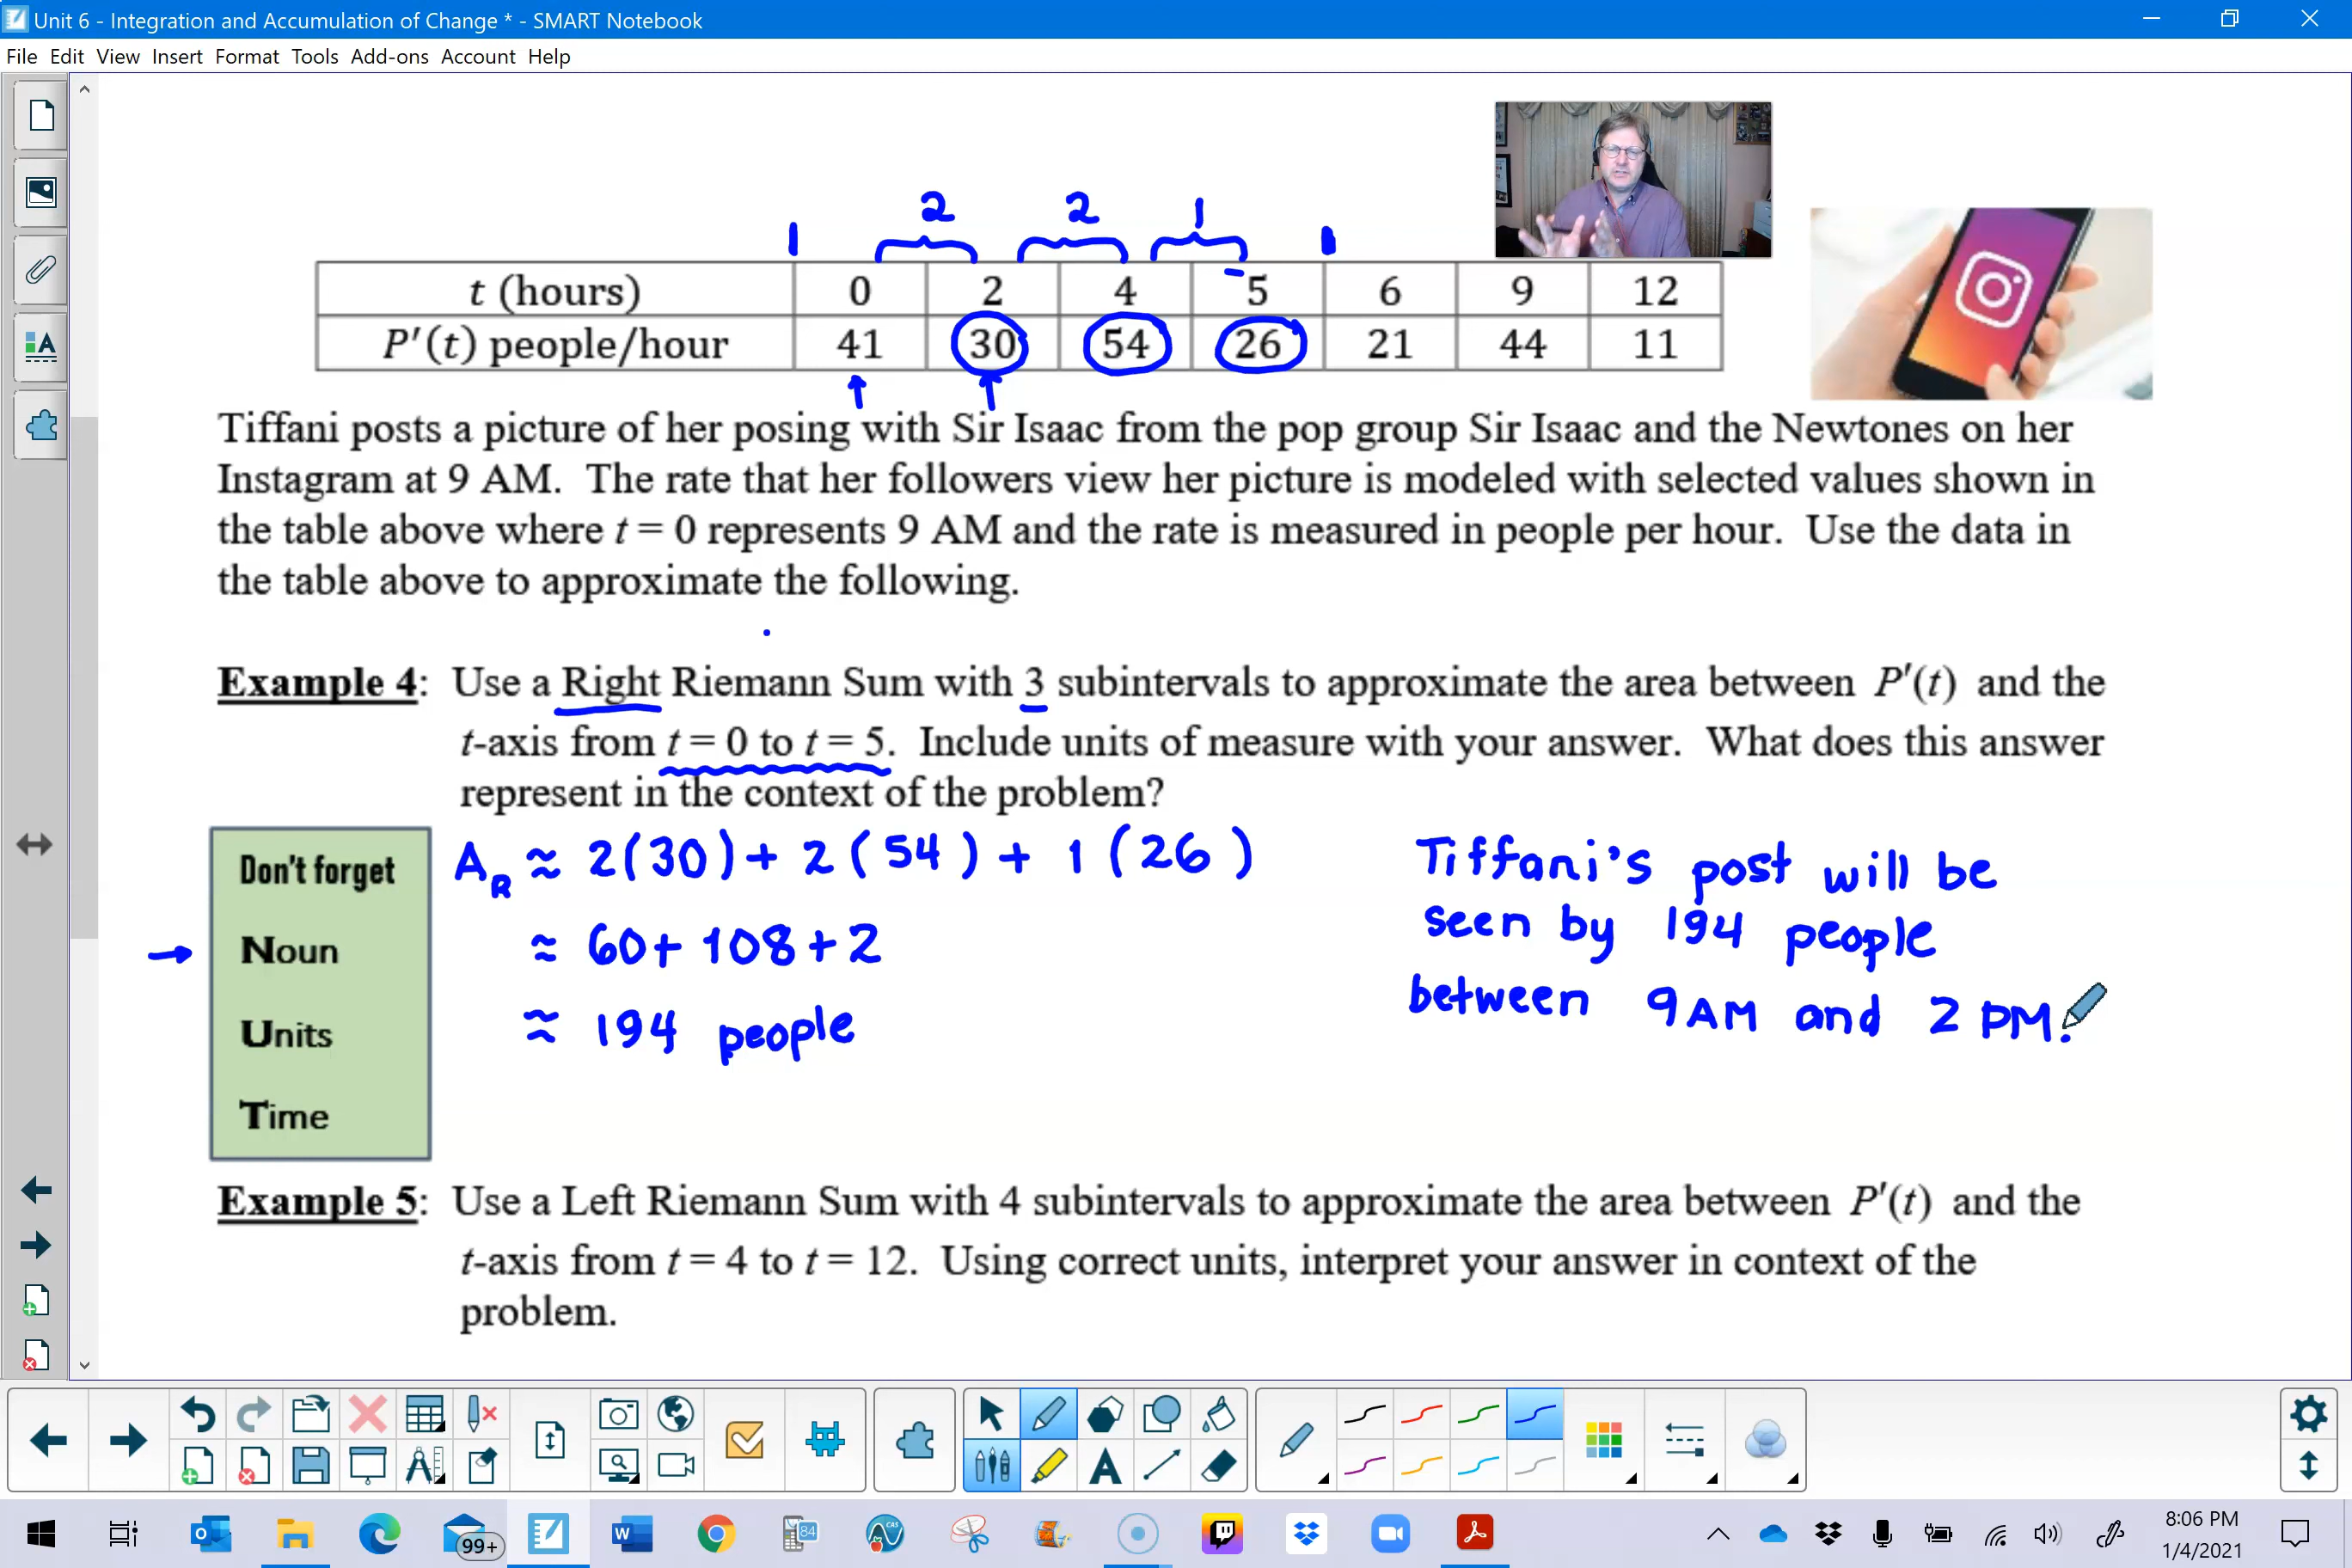 Unit 6 - Integration and Accumulation of Change * - SMART Notebook
File Edit View Insert Format Tools Add-ons Account Help
2 2 1
t (hours) 0 2 4 5 6 9 12
P′(t) people/hour 41 30 54 26 21 44 11
Tiffani posts a picture of her posing with Sir Isaac from the pop group Sir Isaac and the Newtones on her
Instagram at 9 AM. The rate that her followers view her picture is modeled with selected values shown in
the table above where t = 0 represents 9 AM and the rate is measured in people per hour. Use the data in
the table above to approximate the following.
Example 4: Use a Right Riemann Sum with 3 subintervals to approximate the area between P′(t) and the
t-axis from t = 0 to t = 5. Include units of measure with your answer. What does this answer
represent in the context of the problem?
Don't forget
Noun
Units
Time
A_R ≈ 2(30) + 2(54) + 1(26)
≈ 60 + 108 + 2
≈ 194 people
Tiffani's post will be
seen by 194 people
between 9AM and 2 PM.
Example 5: Use a Left Riemann Sum with 4 subintervals to approximate the area between P′(t) and the
t-axis from t = 4 to t = 12. Using correct units, interpret your answer in context of the
problem.
99+
84
CAS
8:06 PM
1/4/2021